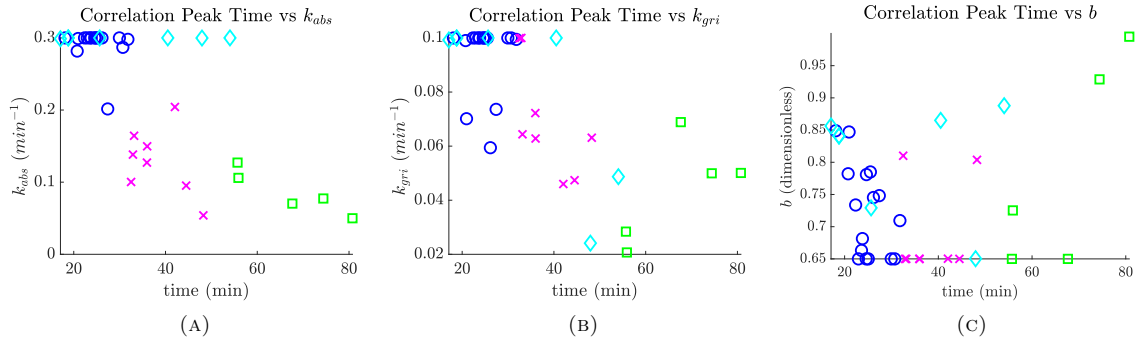 Correlation Peak Time vs k_abs
0.3
0.2
0.1
0
k_abs (min^-1)
20 40 60 80
time (min)
(A)
Correlation Peak Time vs k_gri
0.1
0.08
0.06
0.04
0.02
k_gri (min^-1)
20 40 60 80
time (min)
(B)
Correlation Peak Time vs b
0.95
0.9
0.85
0.8
0.75
0.7
0.65
b (dimensionless)
20 40 60 80
time (min)
(C)